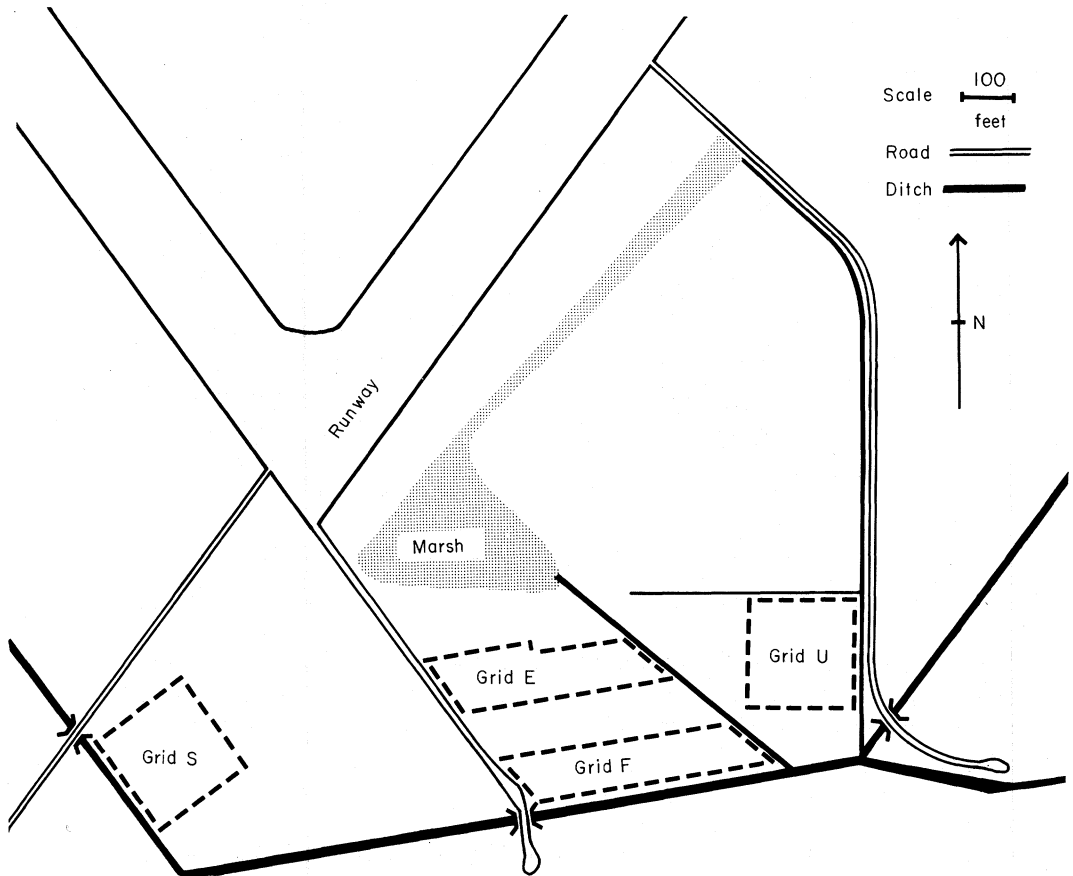 100
Scale
feet
Road
Ditch
N
Runway
Marsh
Grid E
Grid U
Grid S
Grid F